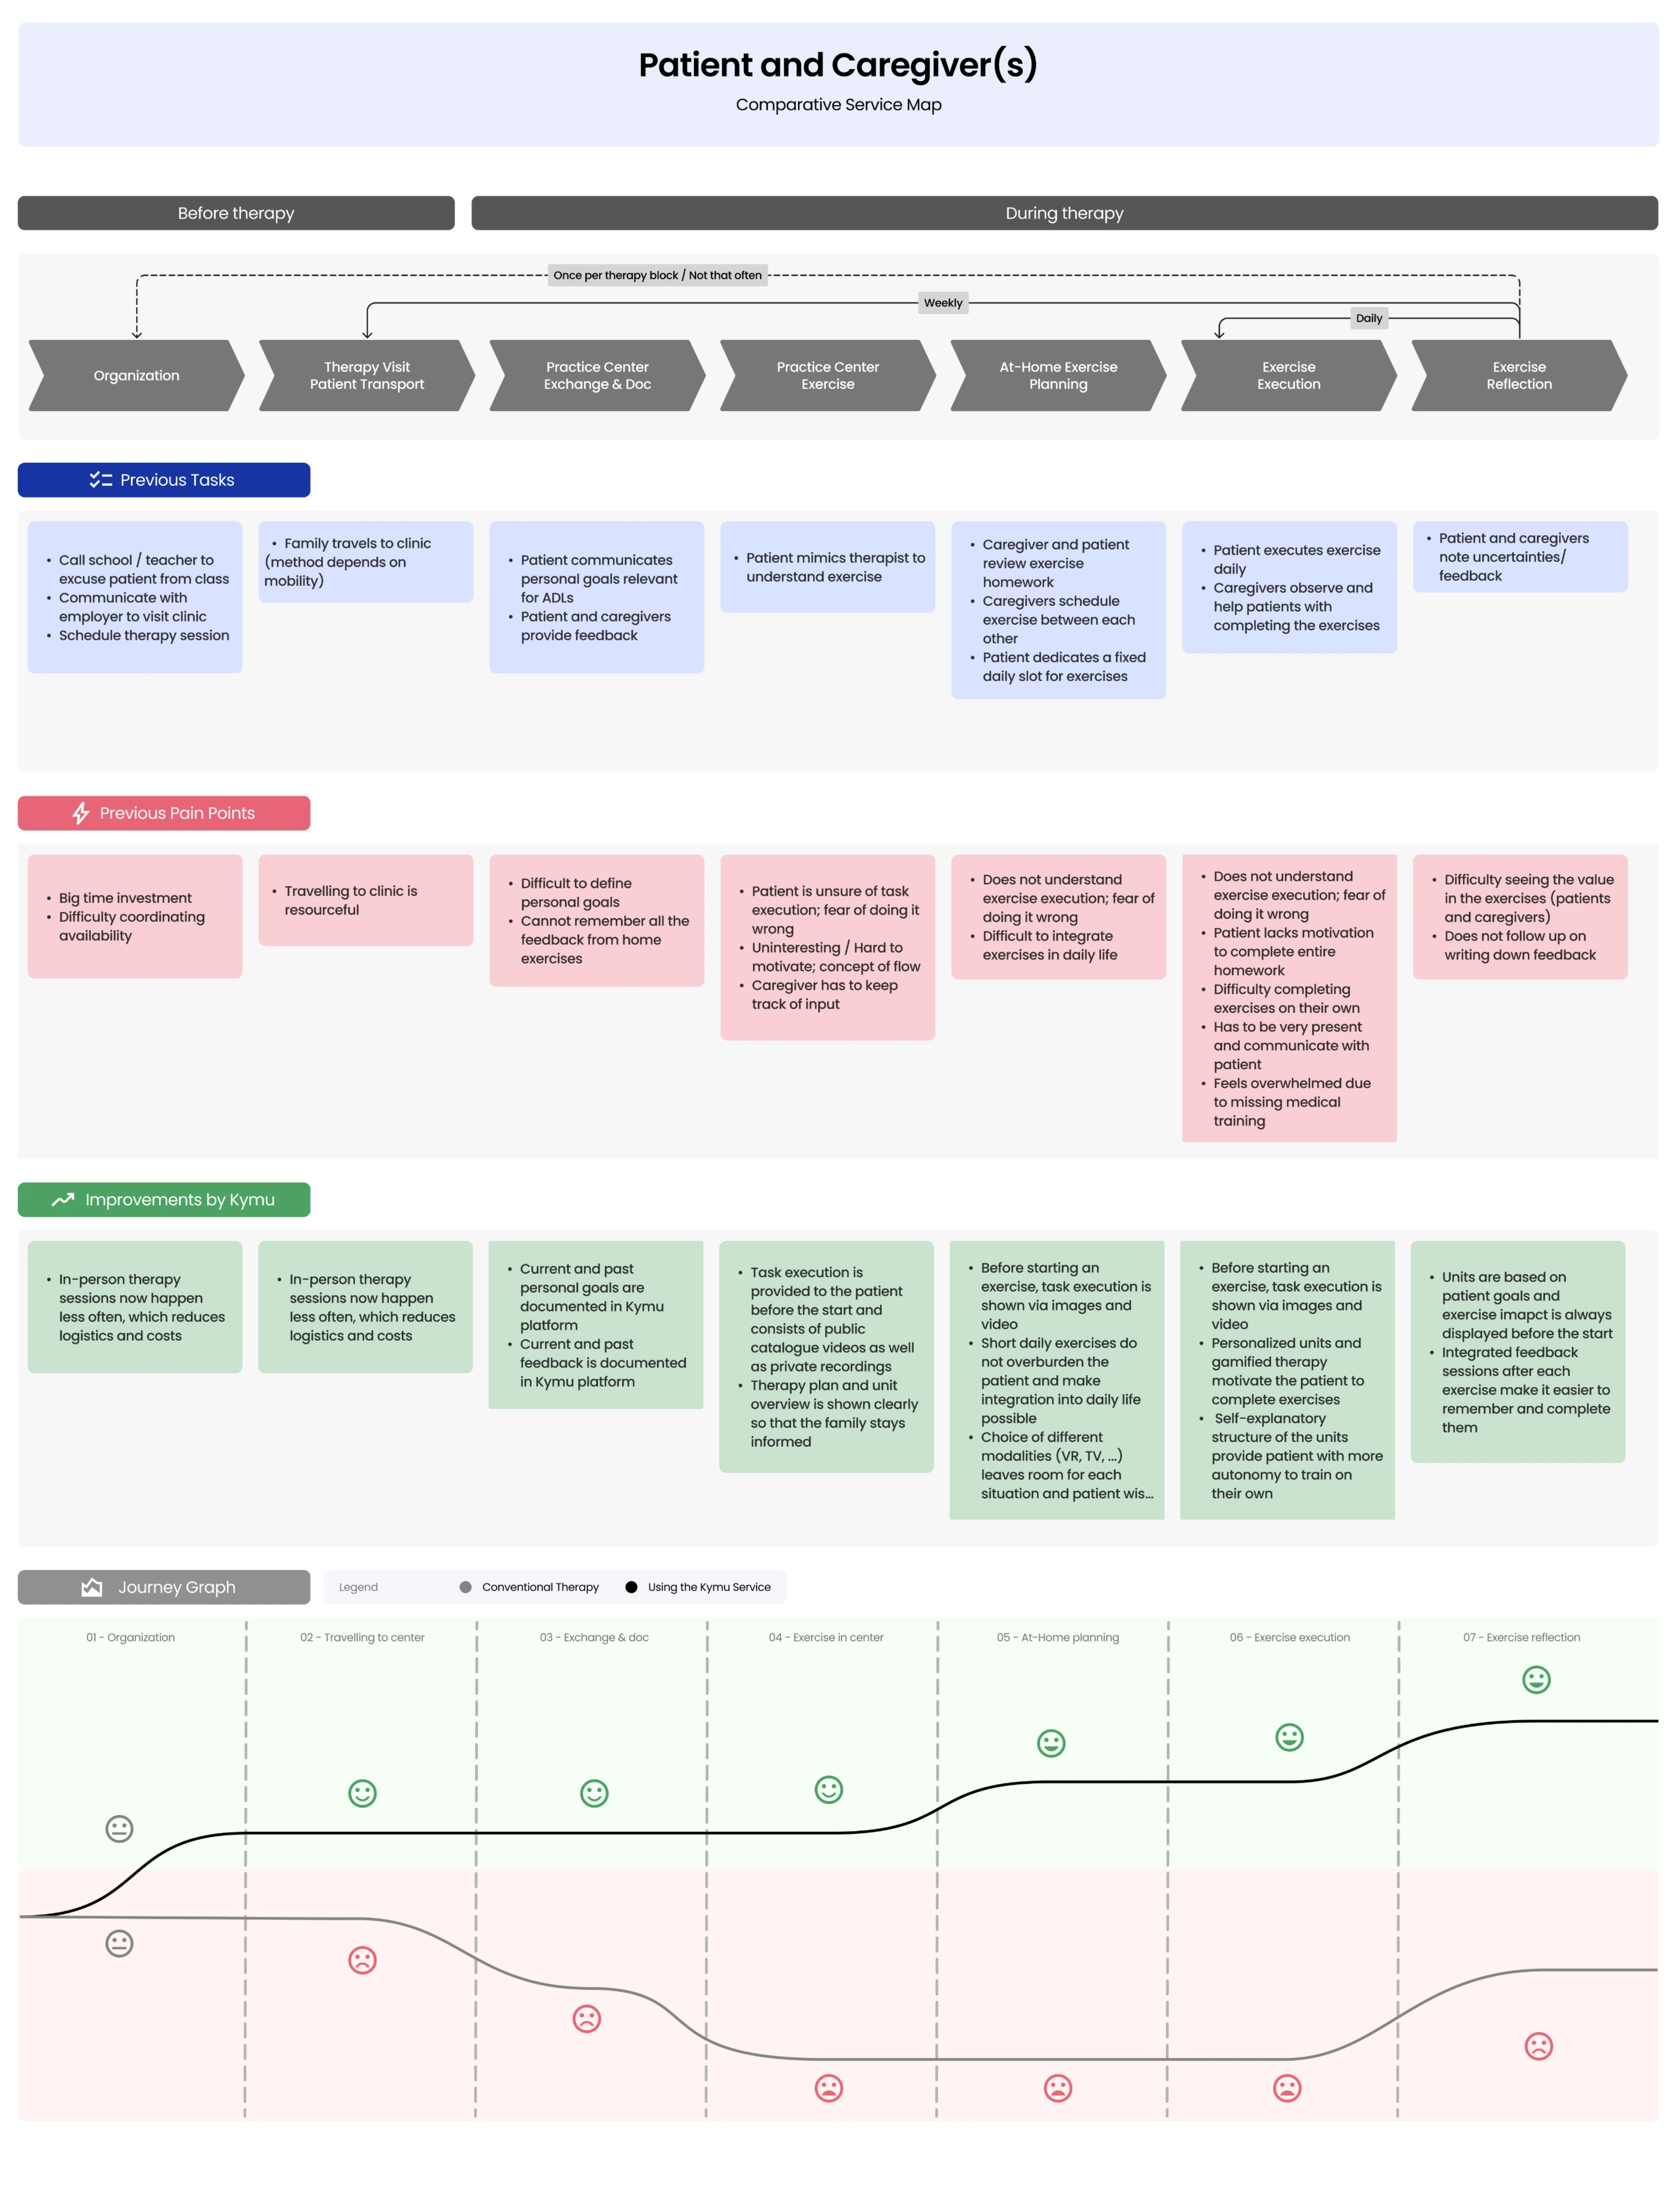 Patient and Caregiver(s)
Comparative Service Map
Before therapy
During therapy
Once per therapy block / Not that often
Weekly
Daily
Organization
Therapy Visit
Patient Transport
Practice Center
Exchange & Doc
Practice Center
Exercise
At-Home Exercise
Planning
Exercise
Execution
Exercise
Reflection
Previous Tasks
• Call school / teacher to
excuse patient from class
• Communicate with
employer to visit clinic
• Schedule therapy session
• Family travels to clinic
(method depends on
mobility)
• Patient communicates
personal goals relevant
for ADLs
• Patient and caregivers
provide feedback
• Patient mimics therapist to
understand exercise
• Caregiver and patient
review exercise
homework
• Caregivers schedule
exercise between each
other
• Patient dedicates a fixed
daily slot for exercises
• Patient executes exercise
daily
• Caregivers observe and
help patients with
completing the exercises
• Patient and caregivers
note uncertainties/
feedback
Previous Pain Points
• Big time investment
• Difficulty coordinating
availability
• Travelling to clinic is
resourceful
• Difficult to define
personal goals
• Cannot remember all the
feedback from home
exercises
• Patient is unsure of task
execution; fear of doing it
wrong
• Uninteresting / Hard to
motivate; concept of flow
• Caregiver has to keep
track of input
• Does not understand
exercise execution; fear of
doing it wrong
• Difficult to integrate
exercises in daily life
• Does not understand
exercise execution; fear of
doing it wrong
• Patient lacks motivation
to complete entire
homework
• Difficulty completing
exercises on their own
• Has to be very present
and communicate with
patient
• Feels overwhelmed due
to missing medical
training
• Difficulty seeing the value
in the exercises (patients
and caregivers)
• Does not follow up on
writing down feedback
Improvements by Kymu
• In-person therapy
sessions now happen
less often, which reduces
logistics and costs
• In-person therapy
sessions now happen
less often, which reduces
logistics and costs
• Current and past
personal goals are
documented in Kymu
platform
• Current and past
feedback is documented
in Kymu platform
• Task execution is
provided to the patient
before the start and
consists of public
catalogue videos as well
as private recordings
• Therapy plan and unit
overview is shown clearly
so that the family stays
informed
• Before starting an
exercise, task execution is
shown via images and
video
• Short daily exercises do
not overburden the
patient and make
integration into daily life
possible
• Choice of different
modalities (VR, TV, ...)
leaves room for each
situation and patient wis...
• Before starting an
exercise, task execution is
shown via images and
video
• Personalized units and
gamified therapy
motivate the patient to
complete exercises
• Self-explanatory
structure of the units
provide patient with more
autonomy to train on
their own
• Units are based on
patient goals and
exercise imapct is always
displayed before the start
• Integrated feedback
sessions after each
exercise make it easier to
remember and complete
them
Journey Graph
Legend
Conventional Therapy
Using the Kymu Service
01 - Organization
02 - Travelling to center
03 - Exchange & doc
04 - Exercise in center
05 - At-Home planning
06 - Exercise execution
07 - Exercise reflection